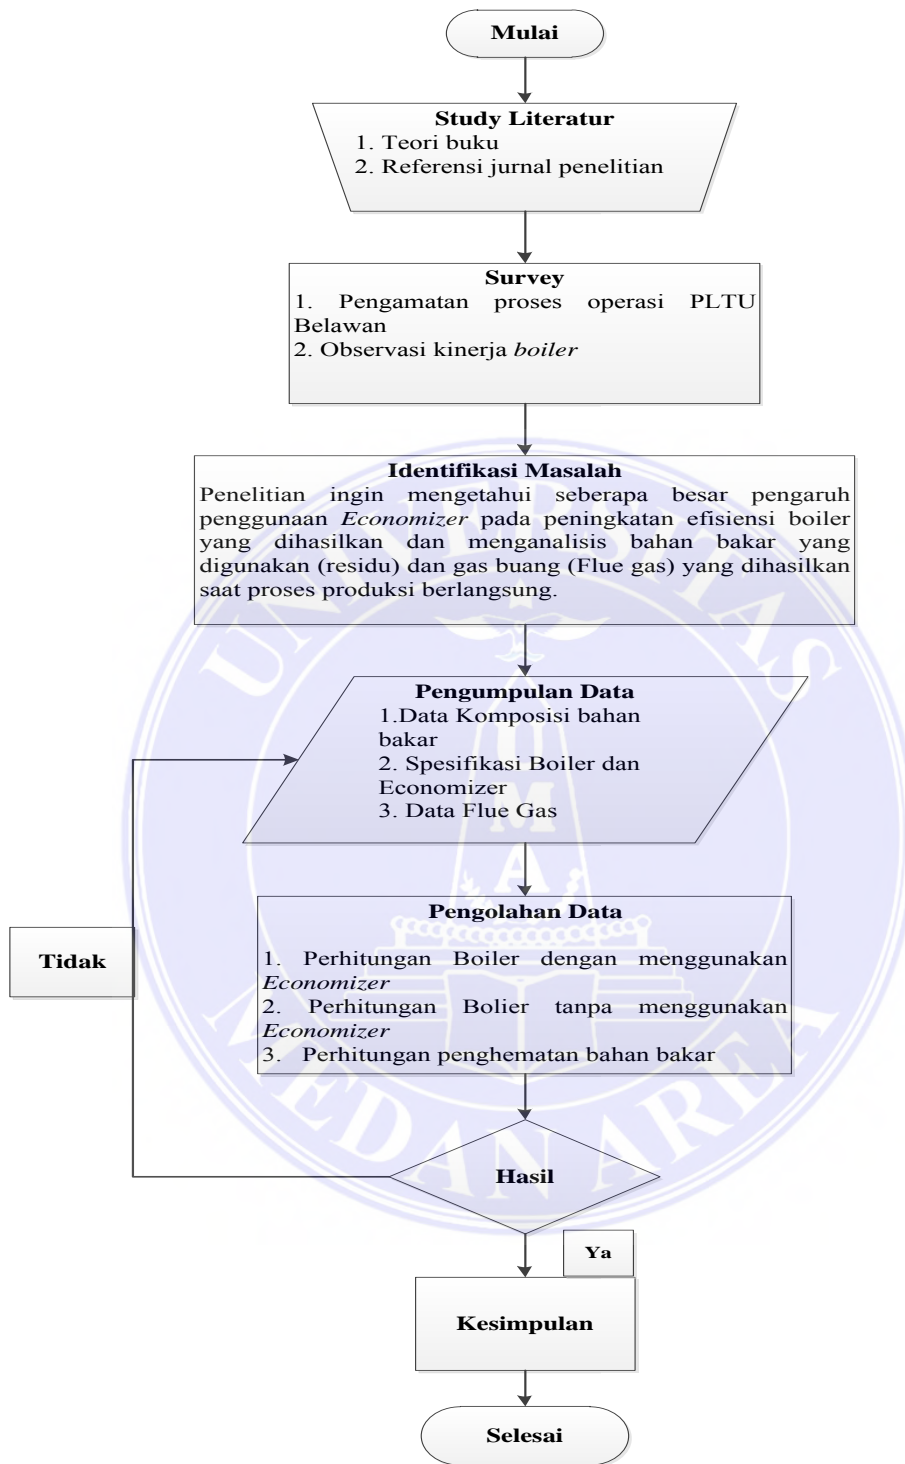 Mulai
Study Literatur
1. Teori buku
2. Referensi jurnal penelitian
Survey
1. Pengamatan proses operasi PLTU
Belawan
2. Observasi kinerja boiler
Identifikasi Masalah
Penelitian ingin mengetahui seberapa besar pengaruh
penggunaan Economizer pada peningkatan efisiensi boiler
yang dihasilkan dan menganalisis bahan bakar yang
digunakan (residu) dan gas buang (Flue gas) yang dihasilkan
saat proses produksi berlangsung.
Pengumpulan Data
1.Data Komposisi bahan
bakar
2. Spesifikasi Boiler dan
Economizer
3. Data Flue Gas
Pengolahan Data
1. Perhitungan Boiler dengan menggunakan
Economizer
2. Perhitungan Bolier tanpa menggunakan
Economizer
3. Perhitungan penghematan bahan bakar
Tidak
Hasil
Ya
Kesimpulan
Selesai
UNIVERSITAS
MEDAN AREA
U
M
A